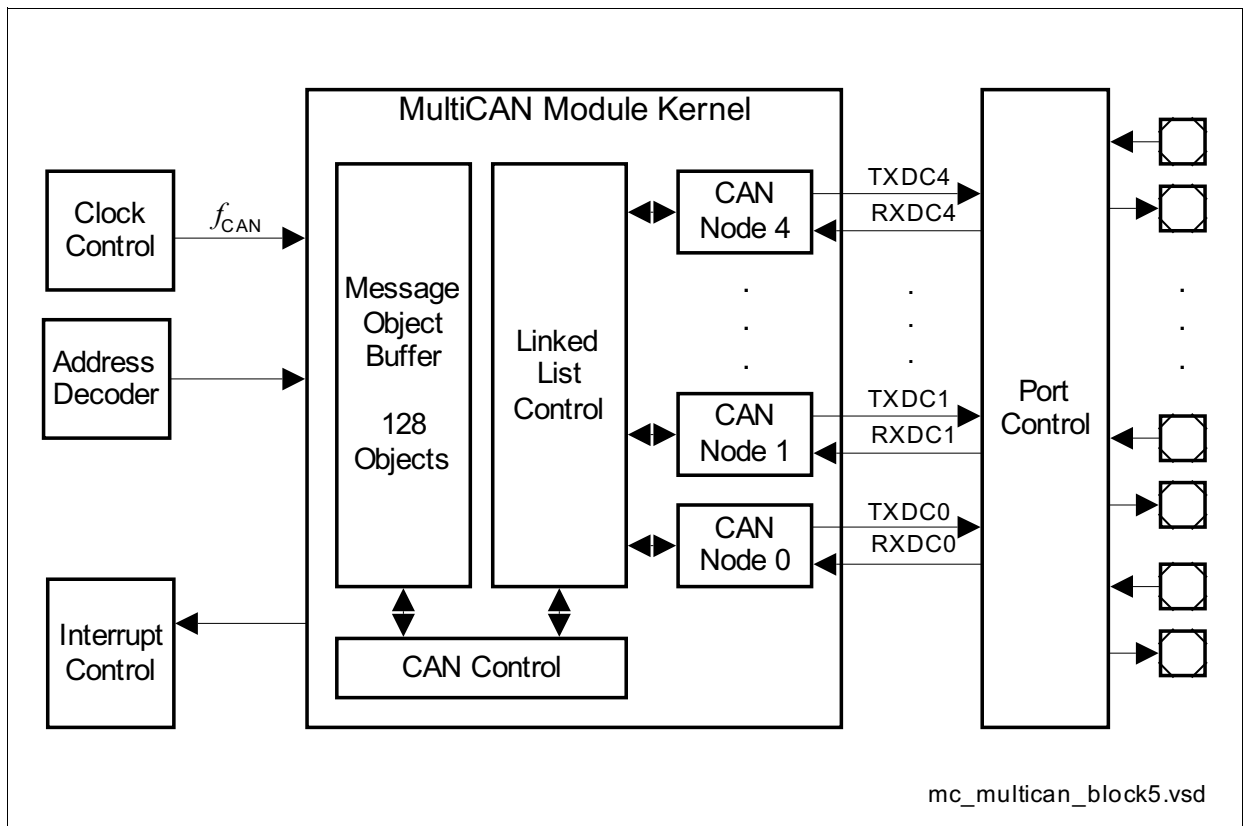 MultiCAN Module Kernel
Clock
Control
fCAN
Address
Decoder
Interrupt
Control
Message
Object
Buffer
128
Objects
Linked
List
Control
CAN Control
CAN
Node 4
TXDC4
RXDC4
CAN
Node 1
TXDC1
RXDC1
CAN
Node 0
TXDC0
RXDC0
Port
Control
mc_multican_block5.vsd